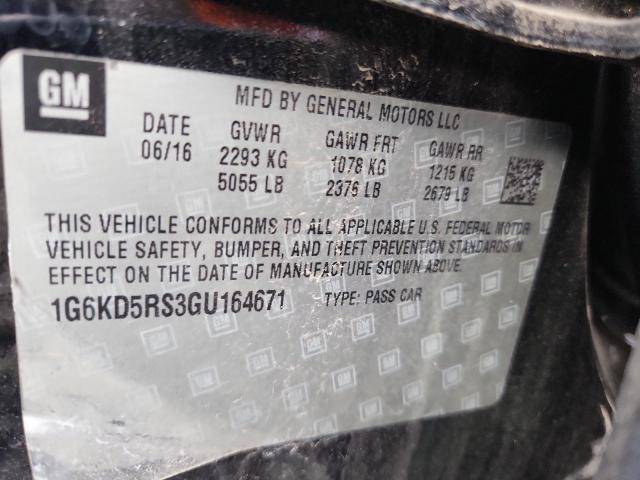 GM
MFD BY GENERAL MOTORS LLC
DATE GVWR GAWR FRT GAWR RR
06/16 2293 KG 1078 KG 1215 KG
5055 LB 2376 LB 2679 LB
THIS VEHICLE CONFORMS TO ALL APPLICABLE U.S. FEDERAL MOTOR
VEHICLE SAFETY, BUMPER, AND THEFT PREVENTION STANDARDS IN
EFFECT ON THE DATE OF MANUFACTURE SHOWN ABOVE.
1G6KD5RS3GU164671 TYPE: PASS CAR